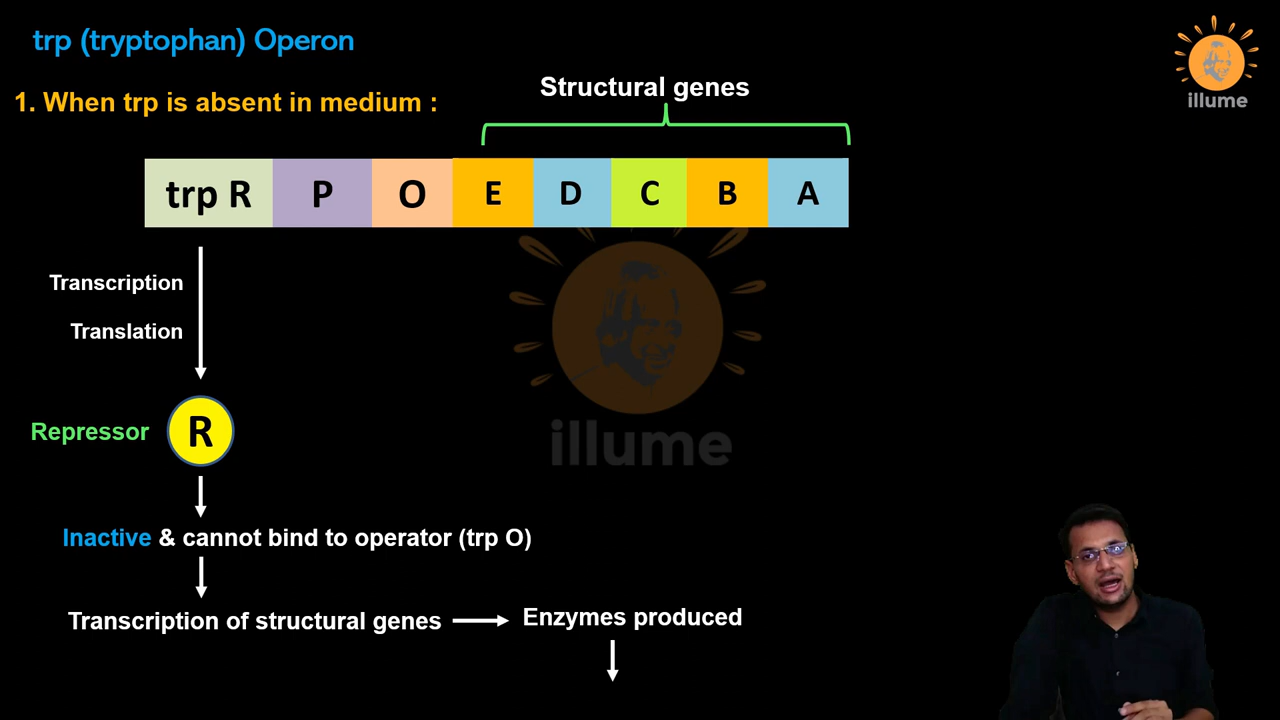 trp (tryptophan) Operon
illume
1. When trp is absent in medium :
Structural genes
trp R P O E D C B A
Transcription
Translation
Repressor R
illume
Inactive & cannot bind to operator (trp O)
Transcription of structural genes
Enzymes produced